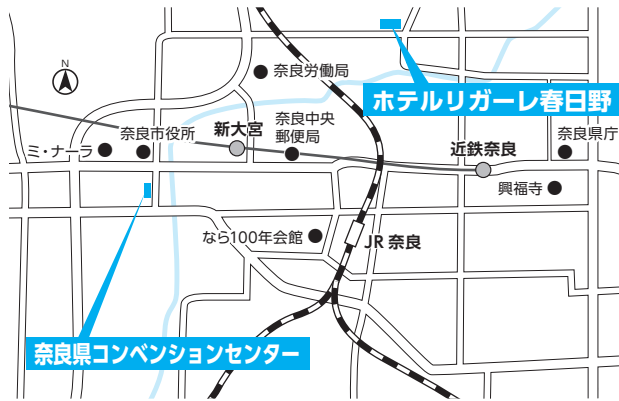 N
奈良労働局
ホテルリガーレ春日野
奈良中央
郵便局
新大宮
奈良市役所
ミ・ナーラ
近鉄奈良
奈良県庁
興福寺
なら100年会館
JR 奈良
奈良県コンベンションセンター